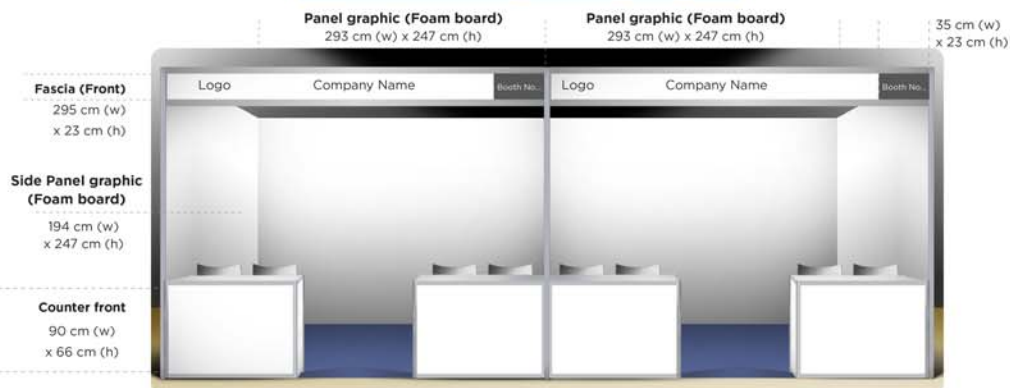 Panel graphic (Foam board)
293 cm (w) x 247 cm (h)
Panel graphic (Foam board)
293 cm (w) x 247 cm (h)
35 cm (w)
x 23 cm (h)
Fascia (Front)
295 cm (w)
x 23 cm (h)
Logo Company Name Booth No...
Logo Company Name Booth No...
Side Panel graphic
(Foam board)
194 cm (w)
x 247 cm (h)
Counter front
90 cm (w)
x 66 cm (h)